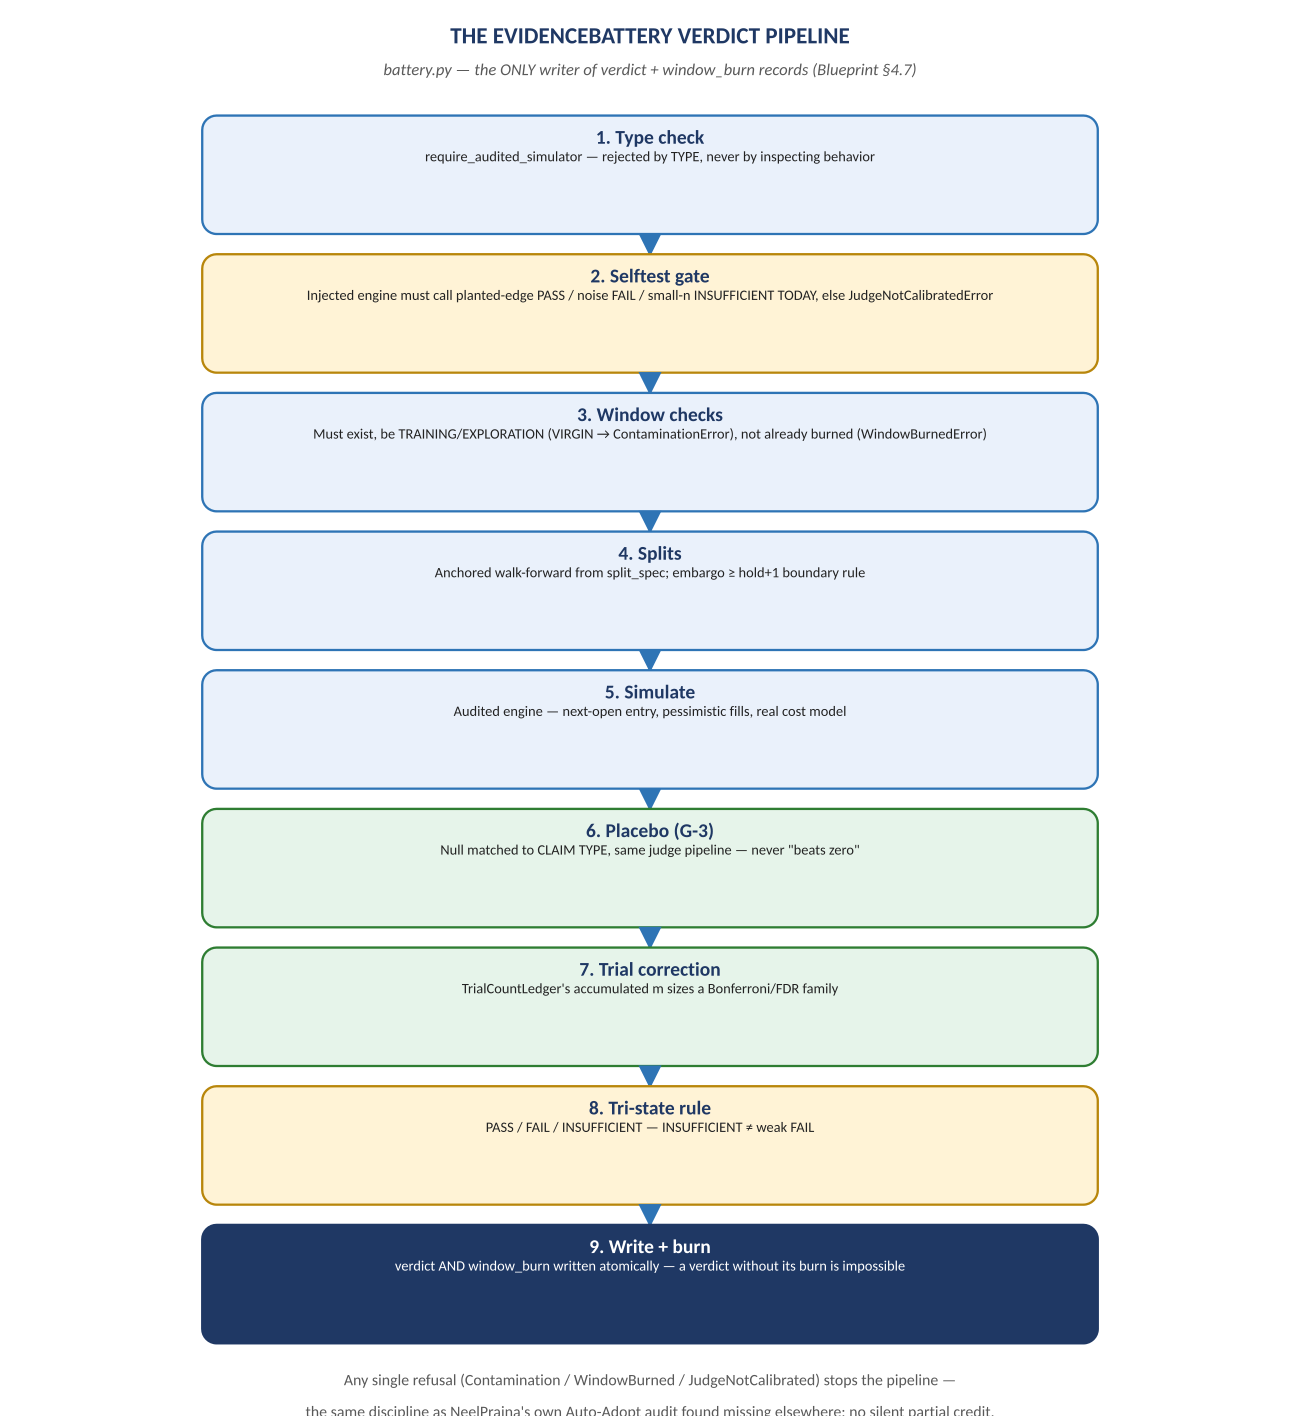 THE EVIDENCEBATTERY VERDICT PIPELINE
battery.py — the ONLY writer of verdict + window_burn records (Blueprint §4.7)
1. Type check
require_audited_simulator — rejected by TYPE, never by inspecting behavior
2. Selftest gate
Injected engine must call planted-edge PASS / noise FAIL / small-n INSUFFICIENT TODAY, else JudgeNotCalibratedError
3. Window checks
Must exist, be TRAINING/EXPLORATION (VIRGIN → ContaminationError), not already burned (WindowBurnedError)
4. Splits
Anchored walk-forward from split_spec; embargo ≥ hold+1 boundary rule
5. Simulate
Audited engine — next-open entry, pessimistic fills, real cost model
6. Placebo (G-3)
Null matched to CLAIM TYPE, same judge pipeline — never "beats zero"
7. Trial correction
TrialCountLedger's accumulated m sizes a Bonferroni/FDR family
8. Tri-state rule
PASS / FAIL / INSUFFICIENT — INSUFFICIENT ≠ weak FAIL
9. Write + burn
verdict AND window_burn written atomically — a verdict without its burn is impossible
Any single refusal (Contamination / WindowBurned / JudgeNotCalibrated) stops the pipeline —
the same discipline as NeelPrajna's own Auto-Adopt audit found missing elsewhere: no silent partial credit.